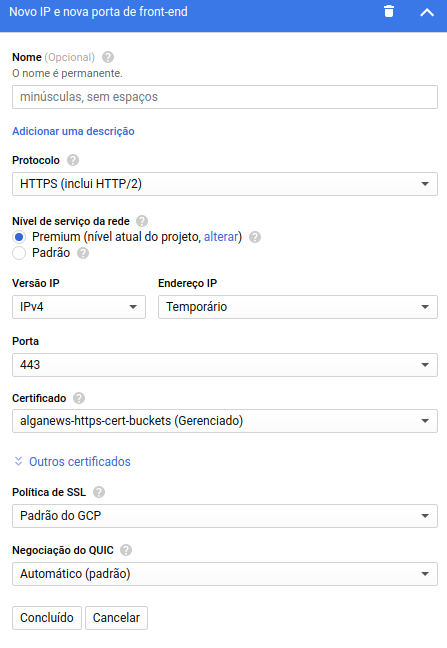 Novo IP e nova porta de front-end
Nome (Opcional) ?
O nome é permanente.
minúsculas, sem espaços
Adicionar uma descrição
Protocolo ?
HTTPS (inclui HTTP/2)
Nível de serviço da rede ?
Premium (nível atual do projeto, alterar) ?
Padrão ?
Versão IP Endereço IP
IPv4 Temporário
Porta
443
Certificado ?
alganews-https-cert-buckets (Gerenciado)
Outros certificados
Política de SSL ?
Padrão do GCP
Negociação do QUIC ?
Automático (padrão)
Concluído Cancelar